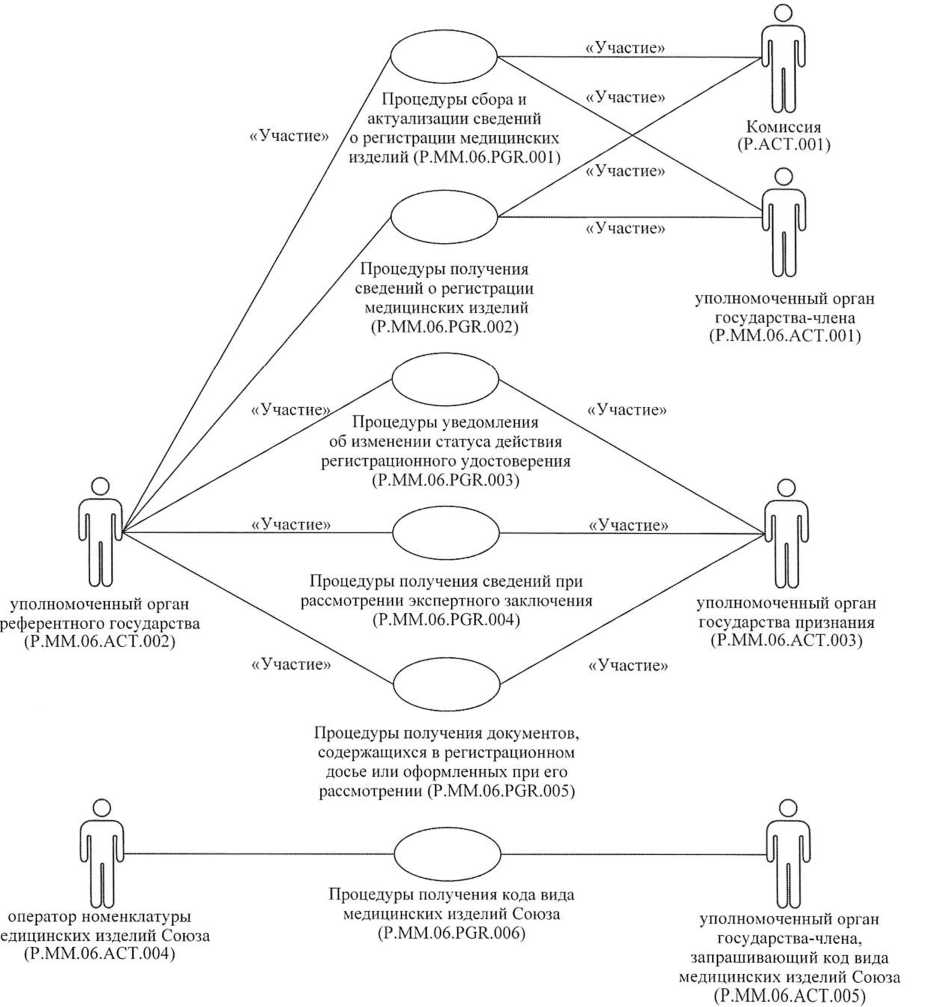 «Участие»
«Участие»
«Участие»
Процедуры сбора и
актуализации сведений
о регистрации медицинских
изделий (P.MM.06.PGR.001)
Комиссия
(P.ACT.001)
«Участие»
«Участие»
Процедуры получения
сведений о регистрации
медицинских изделий
(P.MM.06.PGR.002)
уполномоченный орган
государства-члена
(P.MM.06.ACT.001)
«Участие»
«Участие»
Процедуры уведомления
об изменении статуса действия
регистрационного удостоверения
(P.MM.06.PGR.003)
«Участие»
«Участие»
Процедуры получения сведений при
рассмотрении экспертного заключения
(P.MM.06.PGR.004)
уполномоченный орган
референтного государства
(P.MM.06.ACT.002)
уполномоченный орган
государства признания
(P.MM.06.ACT.003)
«Участие»
«Участие»
Процедуры получения документов,
содержащихся в регистрационном
досье или оформленных при его
рассмотрении (P.MM.06.PGR.005)
Процедуры получения кода вида
медицинских изделий Союза
(P.MM.06.PGR.006)
оператор номенклатуры
едицинских изделий Союза
(P.MM.06.ACT.004)
уполномоченный орган
государства-члена,
запрашивающий код вида
медицинских изделий Союза
(P.MM.06.ACT.005)